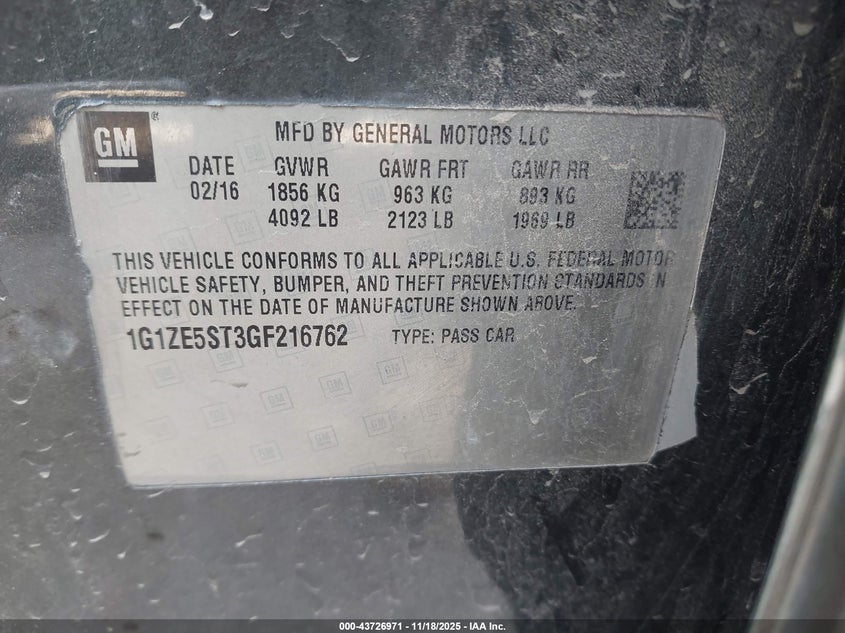 GM
MFD BY GENERAL MOTORS LLC
DATE GVWR GAWR FRT GAWR RR
02/16 1856 KG 963 KG 893 KG
4092 LB 2123 LB 1969 LB
THIS VEHICLE CONFORMS TO ALL APPLICABLE U.S. FEDERAL MOTOR
VEHICLE SAFETY, BUMPER, AND THEFT PREVENTION STANDARDS IN
EFFECT ON THE DATE OF MANUFACTURE SHOWN ABOVE.
1G1ZE5ST3GF216762 TYPE: PASS CAR
000-43726971 - 11/18/2025 - IAA Inc.